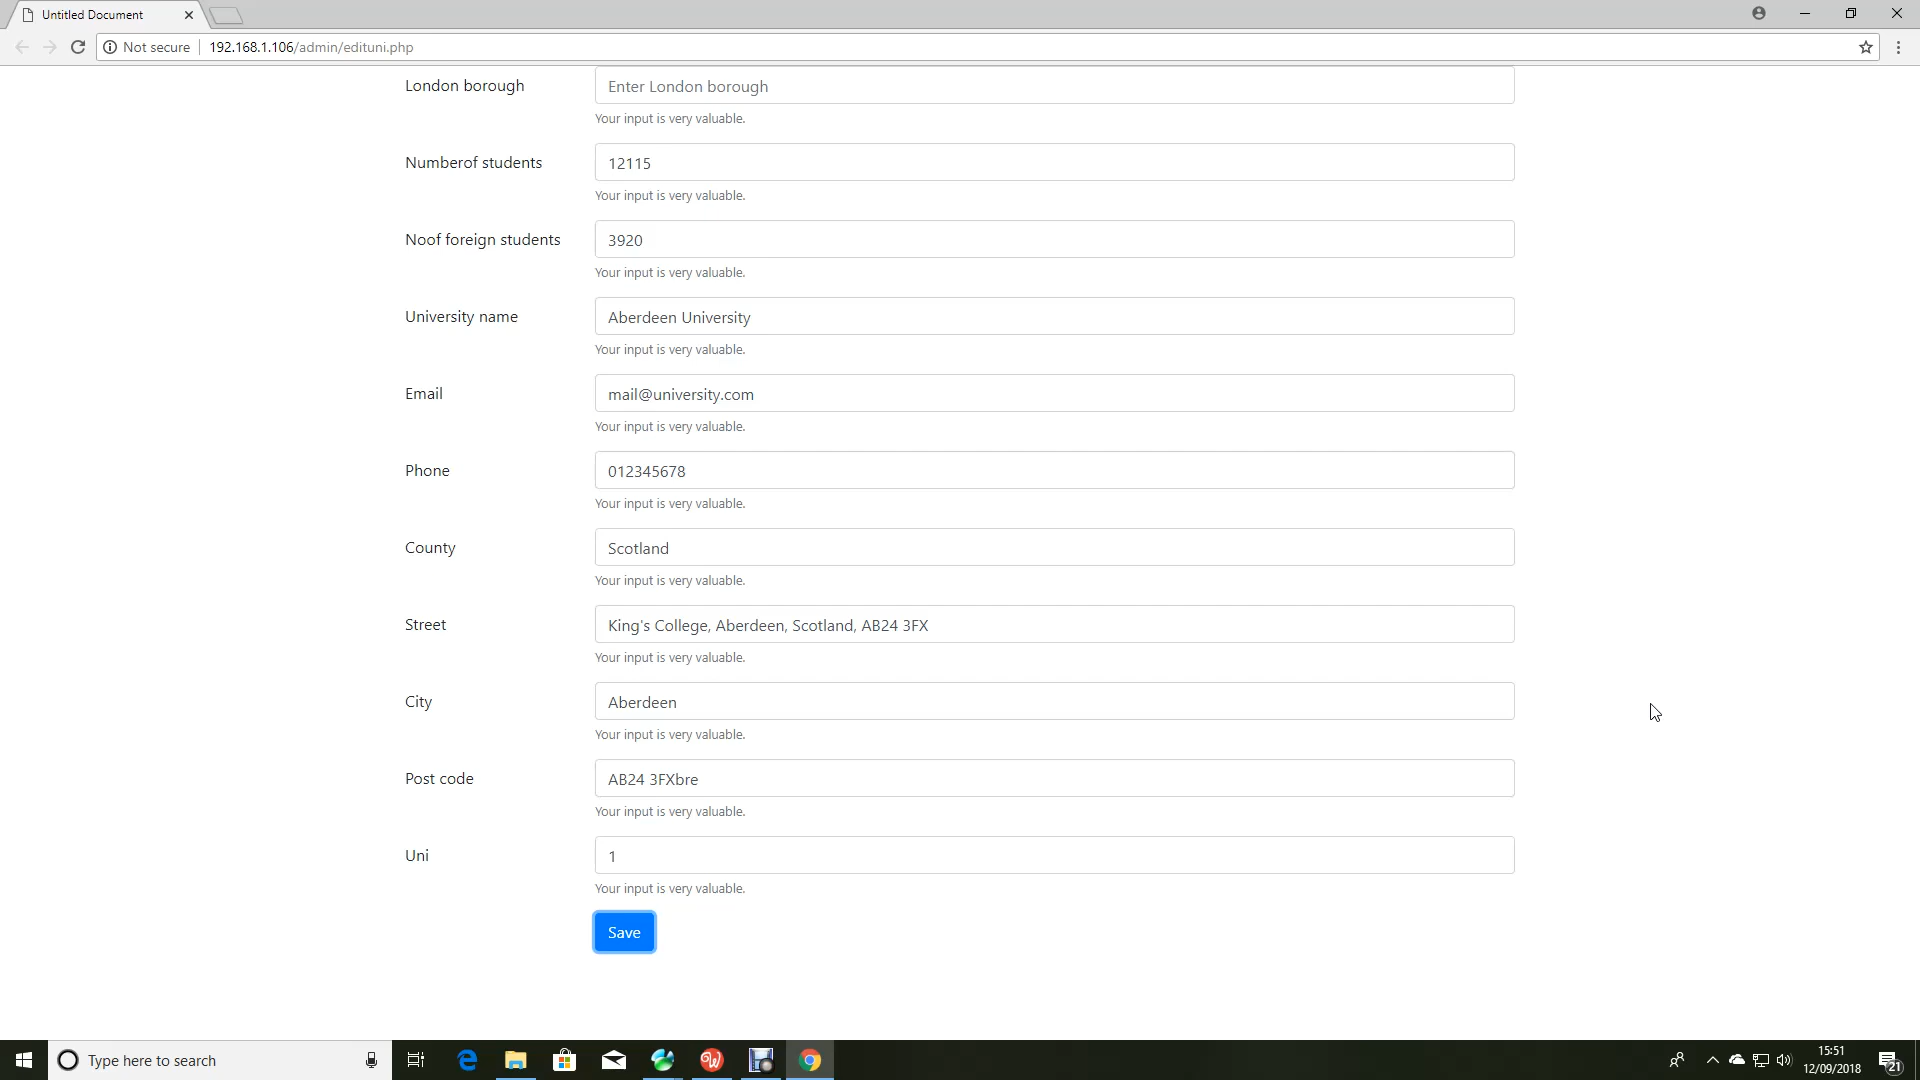 Untitled Document
Not secure
192.168.1.106/admin/edituni.php
London borough
Enter London borough
Your input is very valuable.
Numberof students
12115
Your input is very valuable.
Noof foreign students
3920
Your input is very valuable.
University name
Aberdeen University
Your input is very valuable.
Email
mail@university.com
Your input is very valuable.
Phone
012345678
Your input is very valuable.
County
Scotland
Your input is very valuable.
Street
King's College, Aberdeen, Scotland, AB24 3FX
Your input is very valuable.
City
Aberdeen
Your input is very valuable.
Post code
AB24 3FXbre
Your input is very valuable.
Uni
1
Your input is very valuable.
Save
Type here to search
15:51
12/09/2018
21